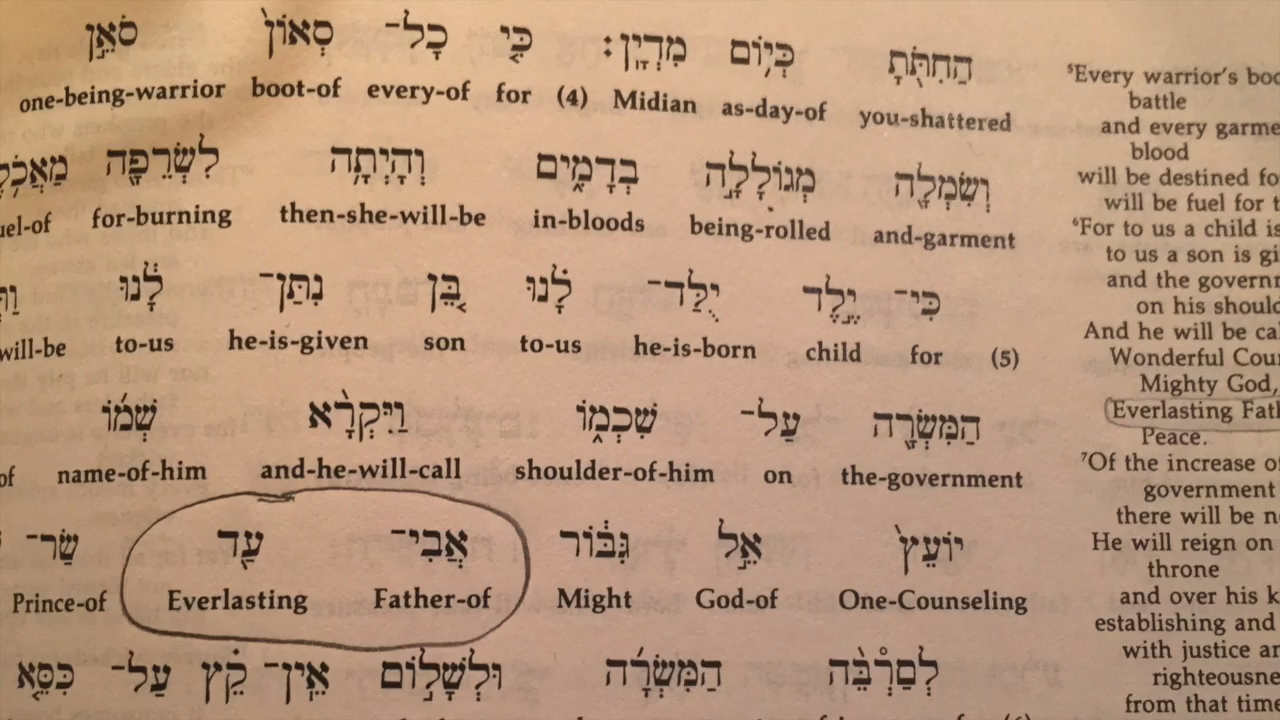 הַחִתֹּתָ כְּיוֹם מִדְיָן׃ כִּי כָל־ סְאוֹן סֹאֵן
one-being-warrior boot-of every-of for (4) Midian as-day-of you-shattered
וְשִׂמְלָה מְגוֹלָלָה בְדָמִים וְהָיְתָה לִשְׂרֵפָה מַאֲכֹלֶ
uel-of for-burning then-she-will-be in-bloods being-rolled and-garment
כִּי־ יֶלֶד יֻלַּד־ לָנוּ בֵּן נִתַּן־ לָנוּ
will-be to-us he-is-given son to-us he-is-born child for (5)
הַמִּשְׂרָה עַל־ שִׁכְמוֹ וַיִּקְרָא שְׁמוֹ
of name-of-him and-he-will-call shoulder-of-him on the-government
יוֹעֵץ אֵל גִּבּוֹר אֲבִי־ עַד שַׂר־
Prince-of Everlasting Father-of Might God-of One-Counseling
לְםַרְבֵּה הַמִּשְׂרָה וּלְשָׁלוֹם אֵין־ קֵץ עַל־ כִּסֵּא
⁵Every warrior's boo
battle
and every garme
blood
will be destined fo
will be fuel for t
⁶For to us a child is
to us a son is gi
and the governm
on his should
And he will be ca
Wonderful Cour
Mighty God,
Everlasting Fath
Peace.
⁷Of the increase of
government
there will be n
He will reign on
throne
and over his k
establishing and
with justice an
righteousne
from that time